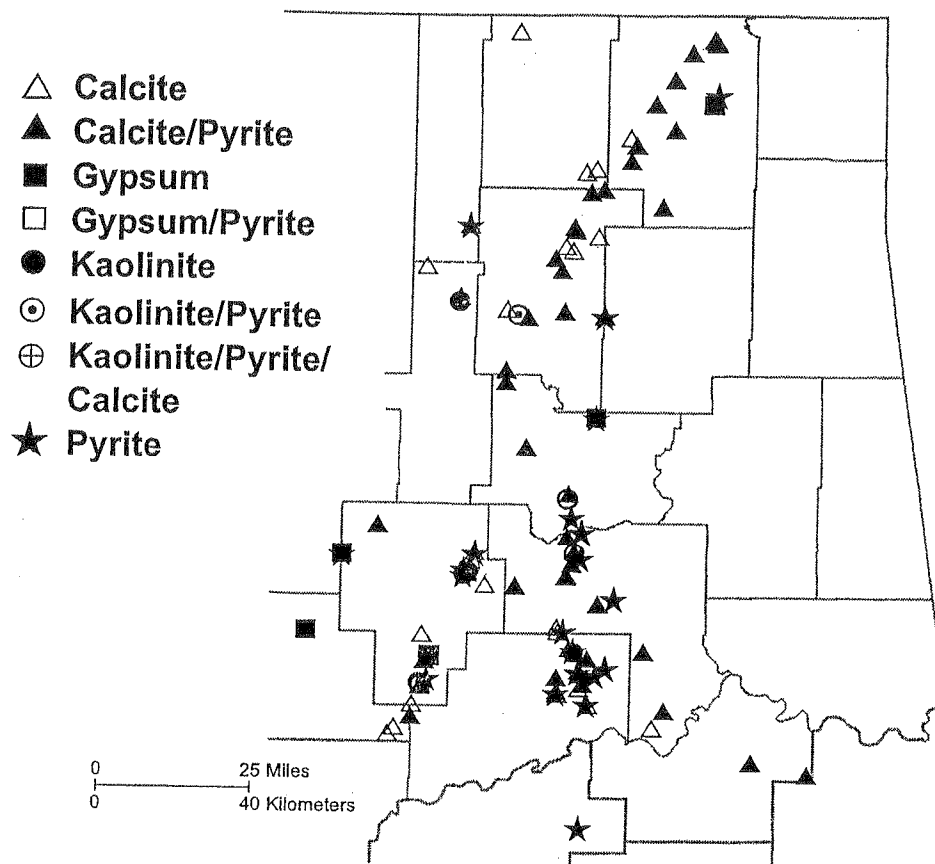 Calcite
Calcite/Pyrite
Gypsum
Gypsum/Pyrite
Kaolinite
Kaolinite/Pyrite
Kaolinite/Pyrite/
Calcite
Pyrite
0 25 Miles
0 40 Kilometers